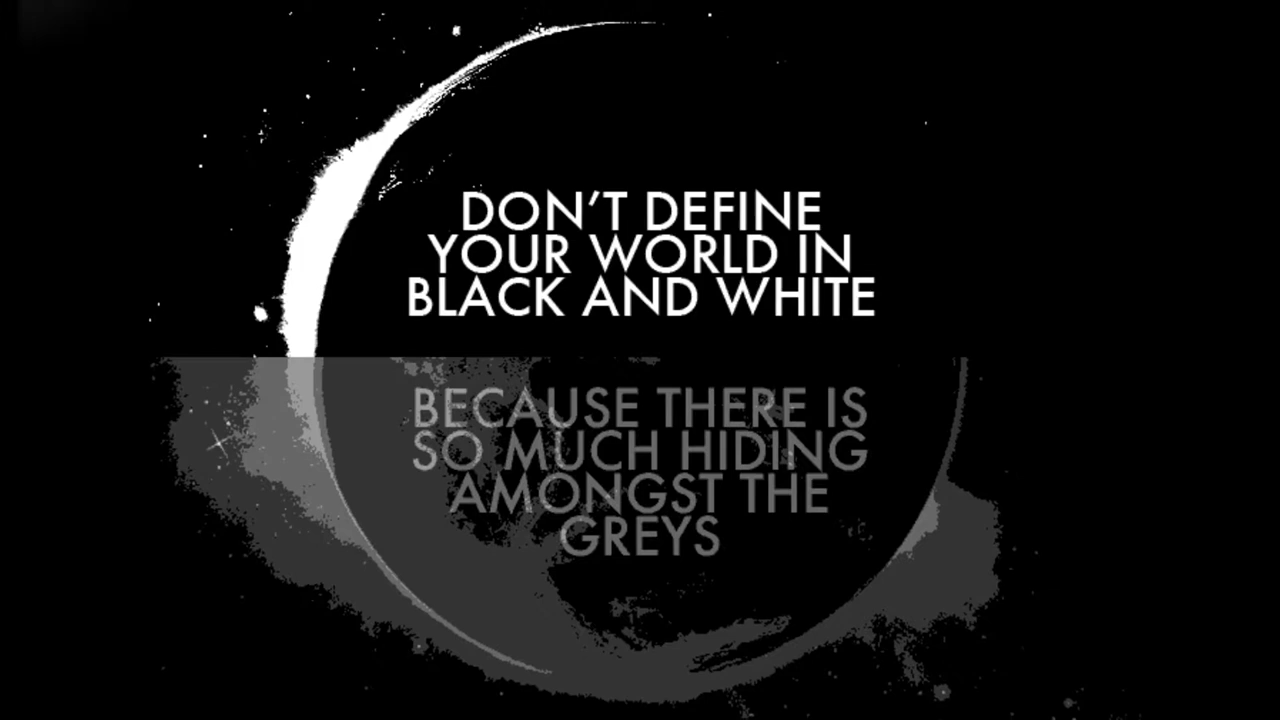 DON’T DEFINE
YOUR WORLD IN
BLACK AND WHITE
BECAUSE THERE IS
SO MUCH HIDING
AMONGST THE
GREYS